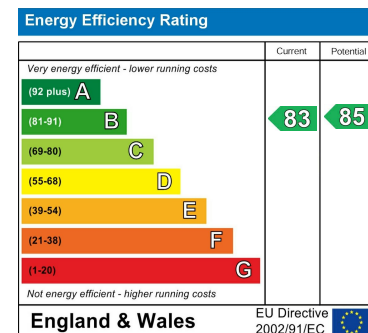 Energy Efficiency Rating
Current Potential
Very energy efficient - lower running costs
(92 plus) A
(81-91) B 83 85
(69-80) C
(55-68) D
(39-54) E
(21-38) F
(1-20) G
Not energy efficient - higher running costs
England & Wales
EU Directive
2002/91/EC